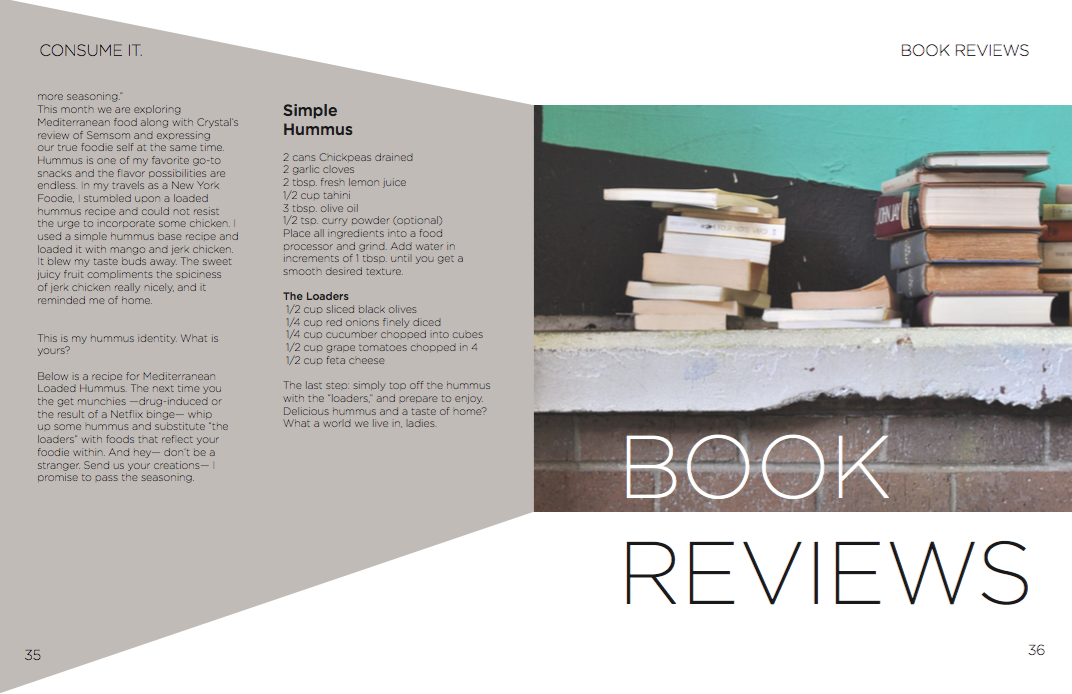 CONSUME IT.
more seasoning."
This month we are exploring
Mediterranean food along with Crystal's
review of Semsom and expressing
our true foodie self at the same time.
Hummus is one of my favorite go-to
snacks and the flavor possibilities are
endless. In my travels as a New York
Foodie, I stumbled upon a loaded
hummus recipe and could not resist
the urge to incorporate some chicken. I
used a simple hummus base recipe and
loaded it with mango and jerk chicken.
It blew my taste buds away. The sweet
juicy fruit compliments the spiciness
of jerk chicken really nicely, and it
reminded me of home.
This is my hummus identity. What is
yours?
Below is a recipe for Mediterranean
Loaded Hummus. The next time you
the get munchies —drug-induced or
the result of a Netflix binge— whip
up some hummus and substitute "the
loaders" with foods that reflect your
foodie within. And hey— don't be a
stranger. Send us your creations— I
promise to pass the seasoning.
35
Simple
Hummus
2 cans Chickpeas drained
2 garlic cloves
2 tbsp. fresh lemon juice
1/2 cup tahini
3 tbsp. olive oil
1/2 tsp. curry powder (optional)
Place all ingredients into a food
processor and grind. Add water in
increments of 1 tbsp. until you get a
smooth desired texture.
The Loaders
1/2 cup sliced black olives
1/4 cup red onions finely diced
1/4 cup cucumber chopped into cubes
1/2 cup grape tomatoes chopped in 4
1/2 cup feta cheese
The last step: simply top off the hummus
with the "loaders," and prepare to enjoy.
Delicious hummus and a taste of home?
What a world we live in, ladies.
BOOK REVIEWS
JOHN JAY
BOOK
REVIEWS
36